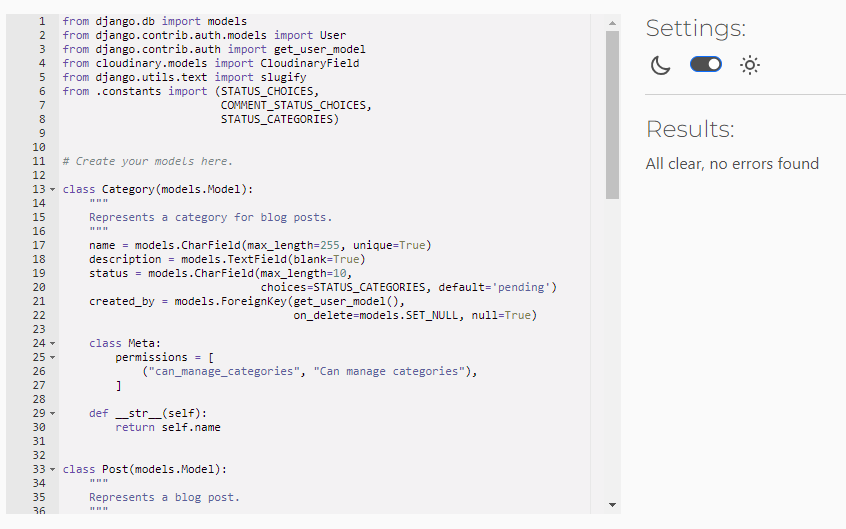 1 from django.db import models
2 from django.contrib.auth.models import User
3 from django.contrib.auth import get_user_model
4 from cloudinary.models import CloudinaryField
5 from django.utils.text import slugify
6 from .constants import (STATUS_CHOICES,
7                         COMMENT_STATUS_CHOICES,
8                         STATUS_CATEGORIES)
9
10
11 # Create your models here.
12
13 class Category(models.Model):
14     """
15     Represents a category for blog posts.
16     """
17     name = models.CharField(max_length=255, unique=True)
18     description = models.TextField(blank=True)
19     status = models.CharField(max_length=10,
20                               choices=STATUS_CATEGORIES, default='pending')
21     created_by = models.ForeignKey(get_user_model(),
22                                    on_delete=models.SET_NULL, null=True)
23
24     class Meta:
25         permissions = [
26             ("can_manage_categories", "Can manage categories"),
27         ]
28
29     def __str__(self):
30         return self.name
31
32
33 class Post(models.Model):
34     """
35     Represents a blog post.
36     """
Settings:
Results:
All clear, no errors found